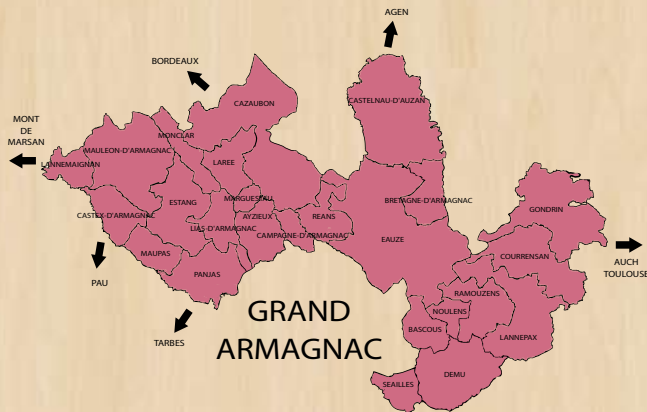 AGEN
BORDEAUX
CAZAUBON
CASTELNAU-D'AUZAN
MONT
DE
MARSAN
MONCLAR
MAULEON-D'ARMAGNAC
LANNEMAIGNAN
LAREE
MARGUESTAU
ESTANG
BRETAGNE-D'ARMAGNAC
CASTEX-D'ARMAGNAC
AYZIEUX
REANS
GONDRIN
LIAS-D'ARMAGNAC
CAMPAGNE-D'ARMAGNAC
EAUZE
MAUPAS
COURRENSAN
PANJAS
AUCH
TOULOUSE
PAU
RAMOUZENS
NOULENS
GRAND
ARMAGNAC
BASCOUS
LANNEPAX
TARBES
DEMU
SEAILLES